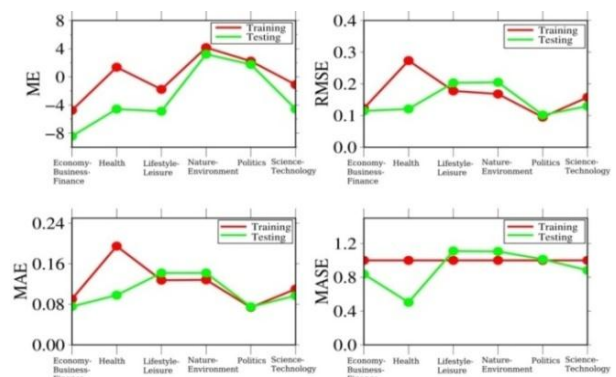 ME
8
4
0
−4
−8
Training
Testing
Economy-
Business-
Finance
Health
Lifestyle-
Leisure
Nature-
Environment
Politics
Science-
Technology
RMSE
0.4
0.3
0.2
0.1
0.0
Training
Testing
Economy-
Business-
Finance
Health
Lifestyle-
Leisure
Nature-
Environment
Politics
Science-
Technology
MAE
0.24
0.16
0.08
0.00
Training
Testing
Economy-
Business-
Finance
Health
Lifestyle-
Leisure
Nature-
Environment
Politics
Science-
Technology
MASE
1.2
0.8
0.4
0.0
Training
Testing
Economy-
Business-
Finance
Health
Lifestyle-
Leisure
Nature-
Environment
Politics
Science-
Technology